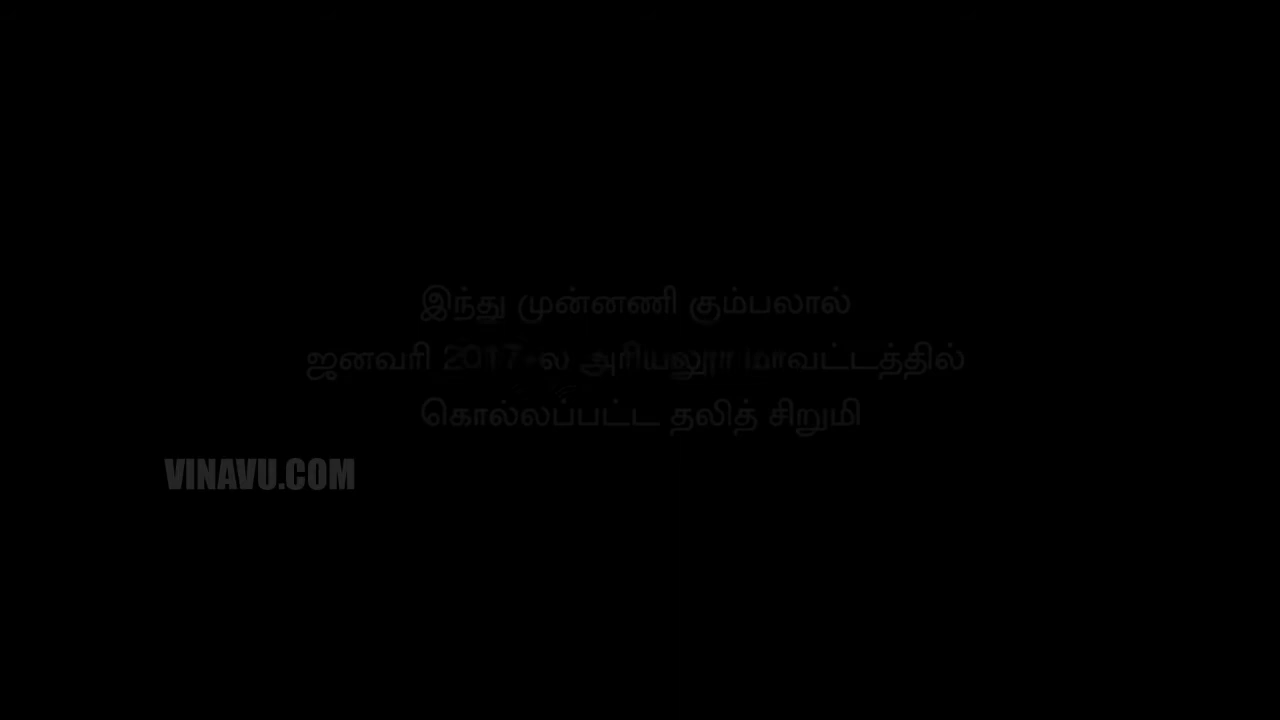 இந்து முன்னணி கும்பலால்
ஜனவரி 2017-ல அரியலூர மாவட்டத்தில்
கொல்லப்பட்ட தலித் சிறுமி
VINAVU.COM